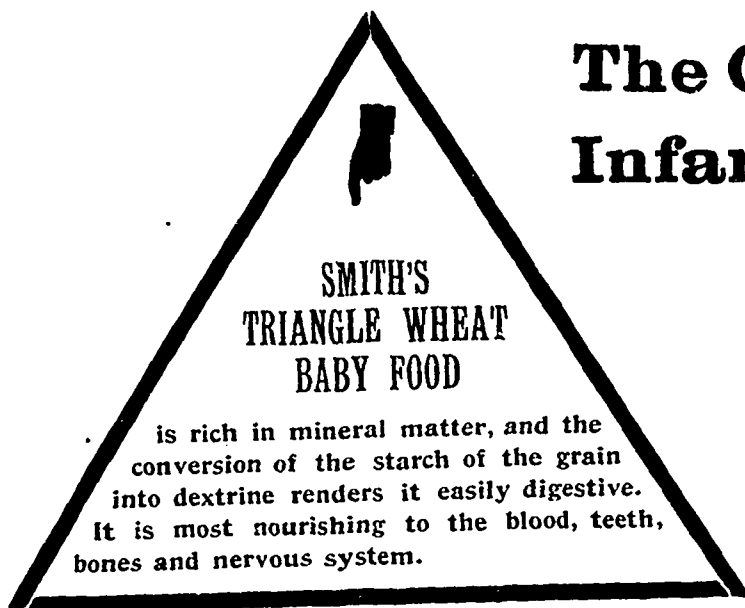 The
SMITH'S
TRIANGLE WHEAT
BABY FOOD
is rich in mineral matter, and the
conversion of the starch of the grain
into dextrine renders it easily digestive.
It is most nourishing to the blood, teeth,
bones and nervous system.